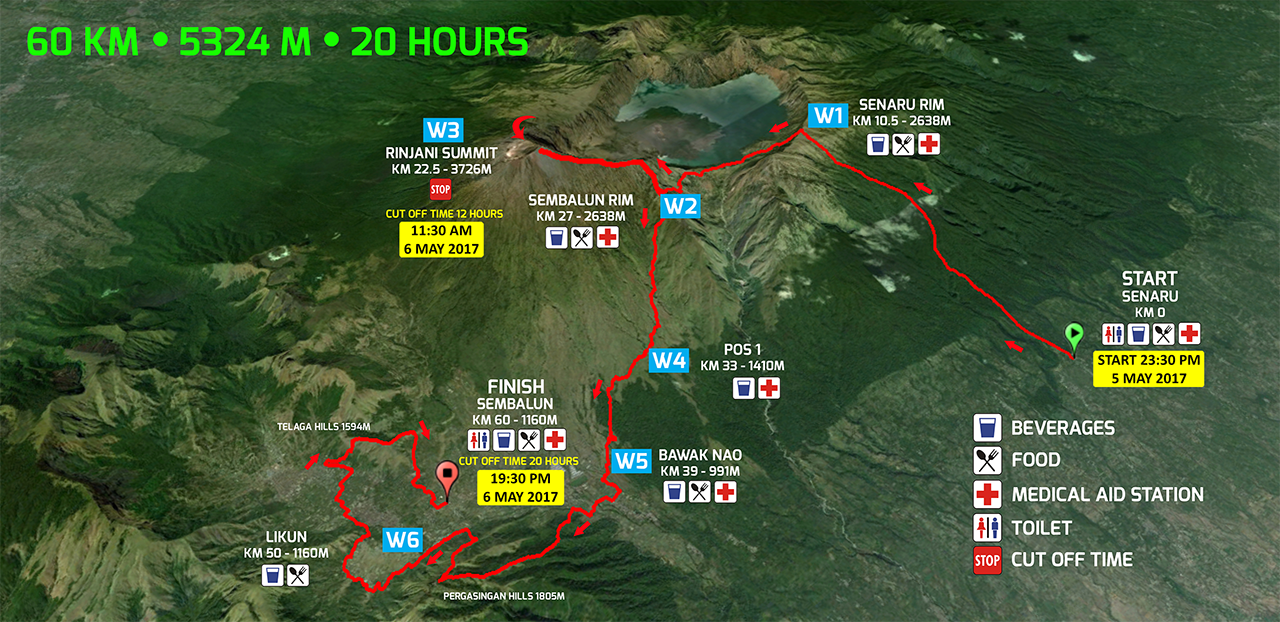 60 KM • 5324 M • 20 HOURS
W1
SENARU RIM
KM 10.5 - 2638M
W3
RINJANI SUMMIT
KM 22.5 - 3726M
STOP
CUT OFF TIME 12 HOURS
11:30 AM
6 MAY 2017
SEMBALUN RIM
KM 27 - 2638M
W2
START
SENARU
KM 0
START 23:30 PM
5 MAY 2017
W4
POS 1
KM 33 - 1410M
FINISH
SEMBALUN
KM 60 - 1160M
CUT OFF TIME 20 HOURS
19:30 PM
6 MAY 2017
TELAGA HILLS 1594M
W5
BAWAK NAO
KM 39 - 991M
W6
LIKUN
KM 50 - 1160M
PERGASINGAN HILLS 1805M
BEVERAGES
FOOD
MEDICAL AID STATION
TOILET
STOP CUT OFF TIME